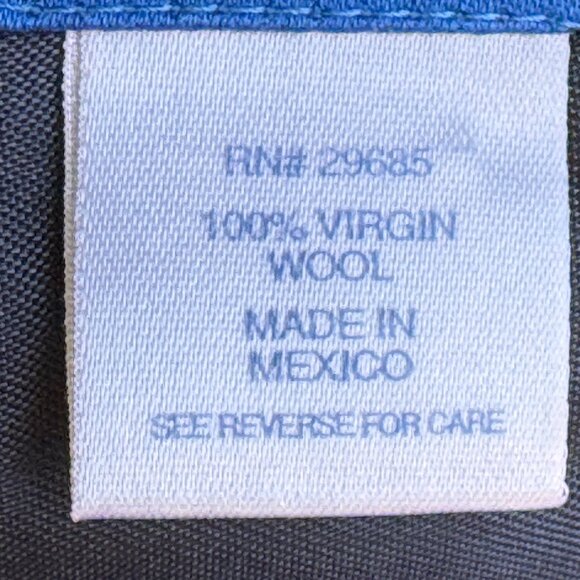 RN# 29685
100% VIRGIN
WOOL
MADE IN
MEXICO
SEE REVERSE FOR CARE